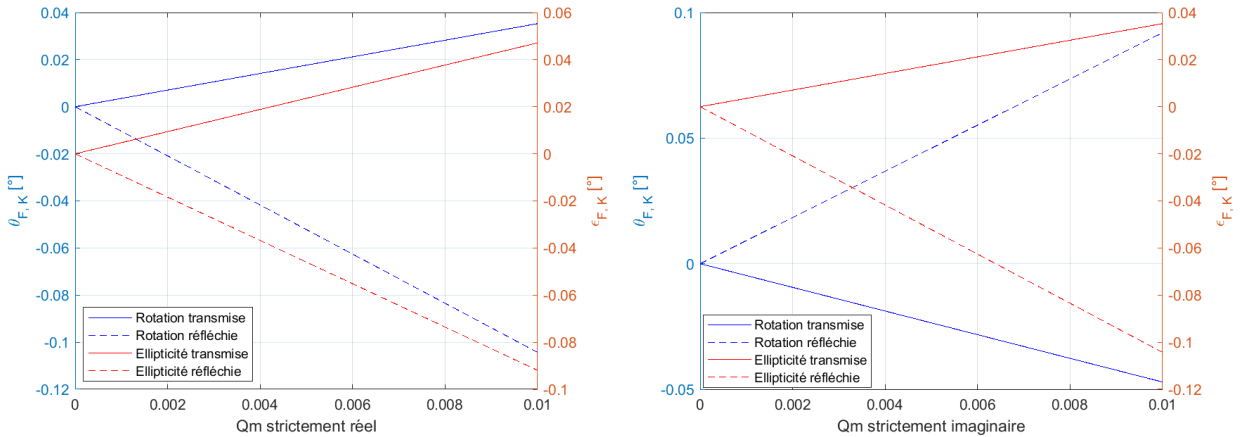 0.04
0.02
0
-0.02
-0.04
-0.06
-0.08
-0.1
-0.12
θF, K [°]
0.06
0.04
0.02
0
-0.02
-0.04
-0.06
-0.08
-0.1
ϵF, K [°]
Rotation transmise
Rotation réfléchie
Ellipticité transmise
Ellipticité réfléchie
0 0.002 0.004 0.006 0.008 0.01
Qm strictement réel
0.1
0.05
0
-0.05
θF, K [°]
0.04
0.02
0
-0.02
-0.04
-0.06
-0.08
-0.1
-0.12
ϵF, K [°]
Rotation transmise
Rotation réfléchie
Ellipticité transmise
Ellipticité réfléchie
0 0.002 0.004 0.006 0.008 0.01
Qm strictement imaginaire